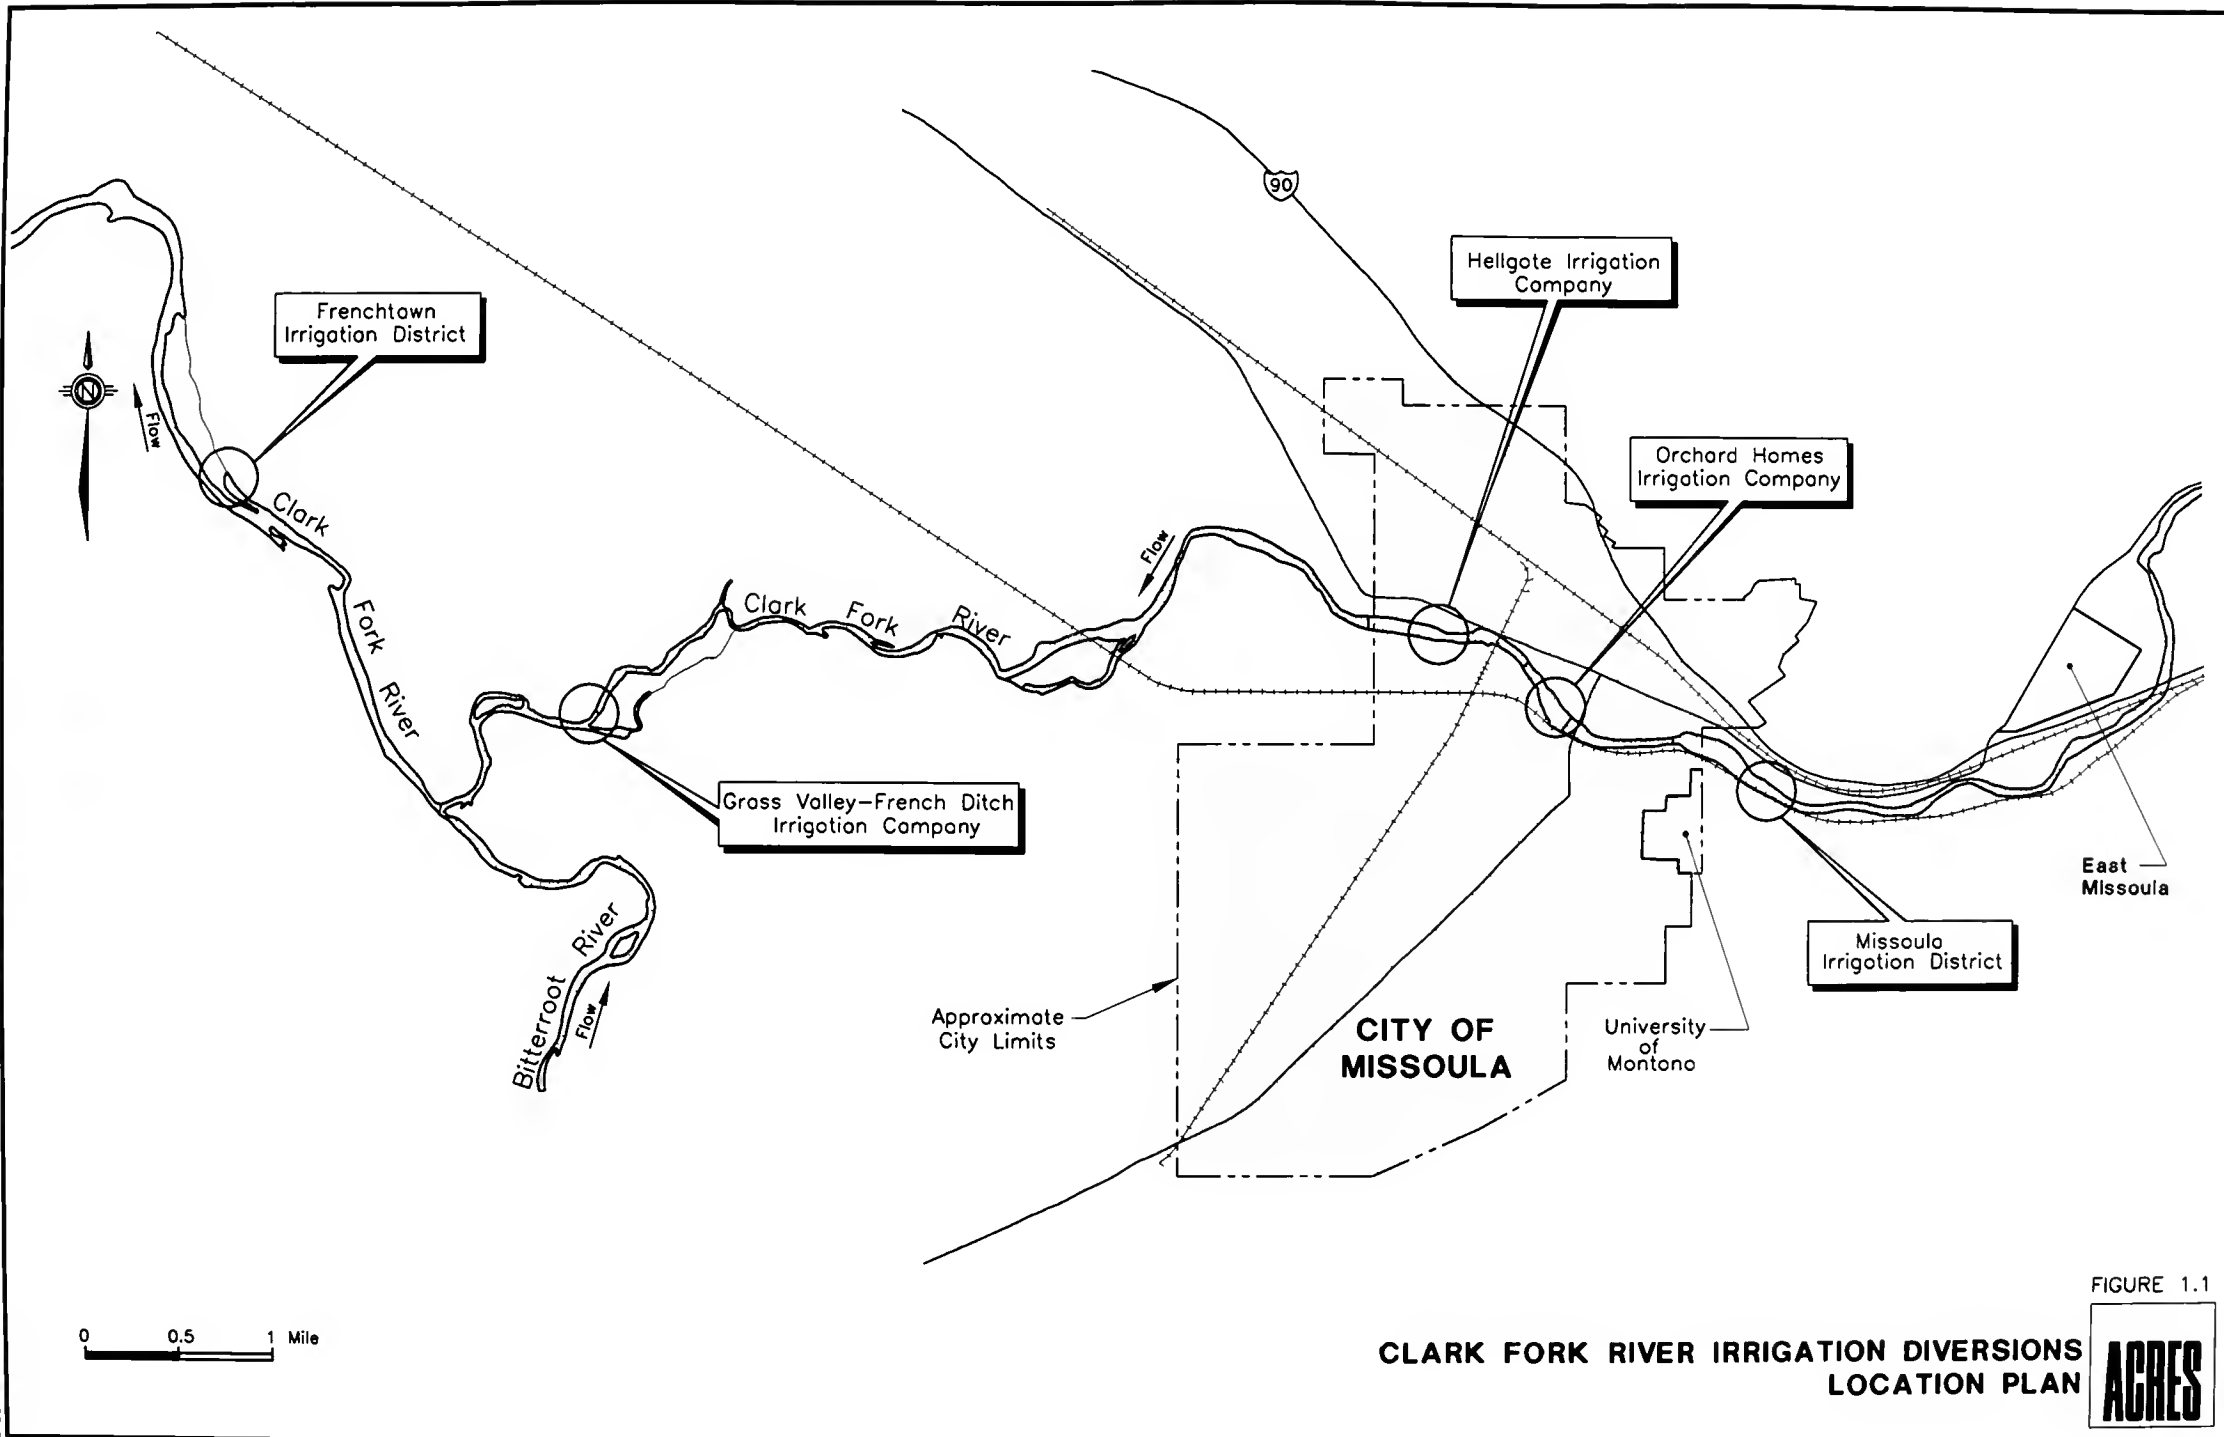 90
Hellgate Irrigation
Company
Frenchtown
Irrigation District
N
Flow
Orchard Homes
Irrigation Company
Clark
Fork
River
Flow
Clark Fork River
Grass Valley-French Ditch
Irrigation Company
East
Missoula
Bitterroot River
Flow
Missoula
Irrigation District
Approximate
City Limits
CITY OF
MISSOULA
University
of
Montana
FIGURE 1.1
0 0.5 1 Mile
CLARK FORK RIVER IRRIGATION DIVERSIONS
LOCATION PLAN
ACRES